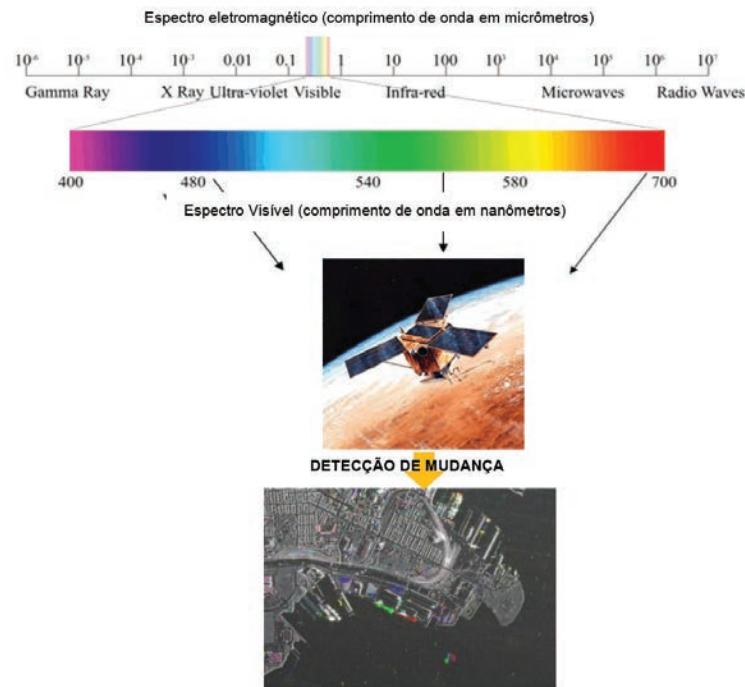 Espectro eletromagnético (comprimento de onda em micrômetros)
10⁻⁶ 10⁻⁵ 10⁻⁴ 10⁻³ 0,01 0,1 1 10 100 10³ 10⁴ 10⁵ 10⁶ 10⁷
Gamma Ray X Ray Ultra-violet Visible Infra-red Microwaves Radio Waves
400 480 540 580 700
Espectro Visível (comprimento de onda em nanômetros)
DETECÇÃO DE MUDANÇA